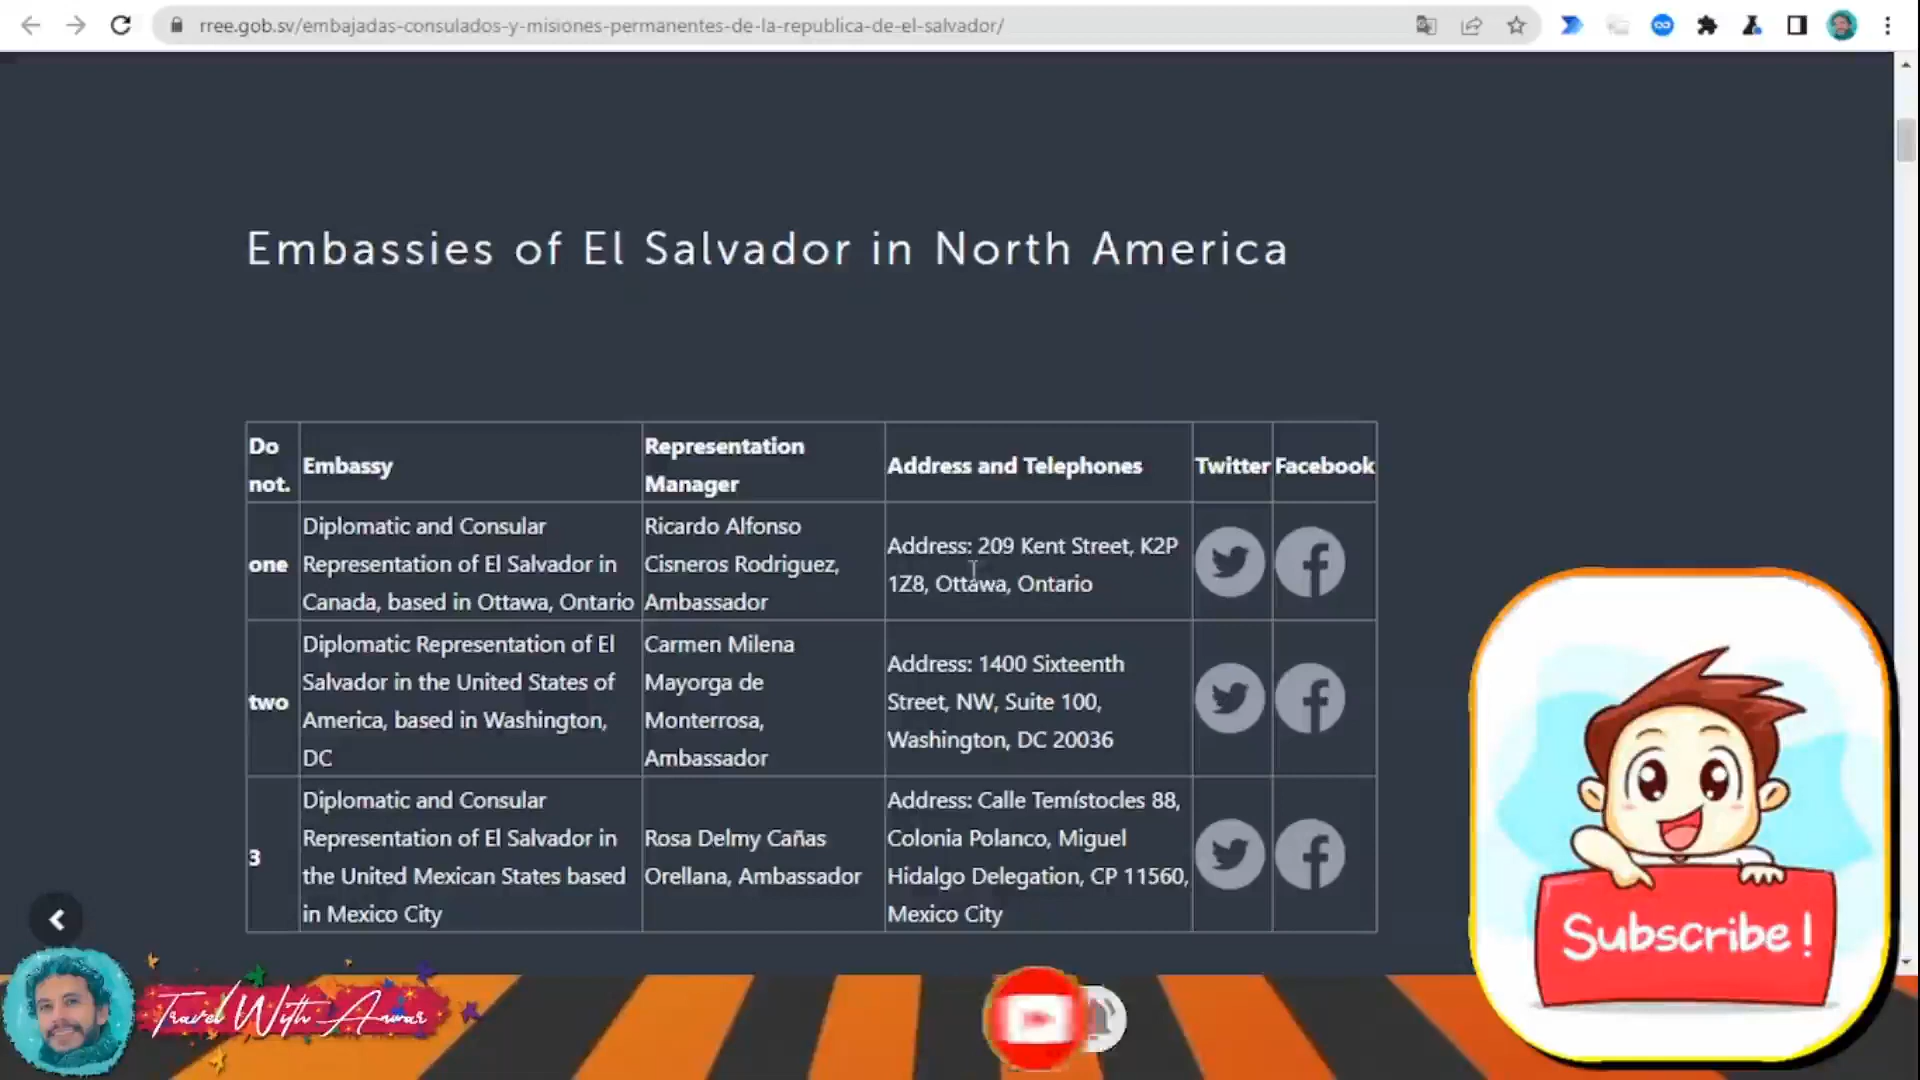 rree.gob.sv/embajadas-consulados-y-misiones-permanentes-de-la-republica-de-el-salvador/
Embassies of El Salvador in North America
Do
not.
Embassy
Representation
Manager
Address and Telephones
Twitter
Facebook
one
Diplomatic and Consular
Representation of El Salvador in
Canada, based in Ottawa, Ontario
Ricardo Alfonso
Cisneros Rodriguez,
Ambassador
Address: 209 Kent Street, K2P
1Z8, Ottawa, Ontario
two
Diplomatic Representation of El
Salvador in the United States of
America, based in Washington,
DC
Carmen Milena
Mayorga de
Monterrosa,
Ambassador
Address: 1400 Sixteenth
Street, NW, Suite 100,
Washington, DC 20036
3
Diplomatic and Consular
Representation of El Salvador in
the United Mexican States based
in Mexico City
Rosa Delmy Cañas
Orellana, Ambassador
Address: Calle Temístocles 88,
Colonia Polanco, Miguel
Hidalgo Delegation, CP 11560,
Mexico City
Subscribe!
Travel With Anwar